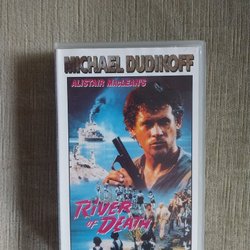 MICHAEL DUDIKOFF
ALISTAIR MACLEAN'S
RIVER
OF DEATH